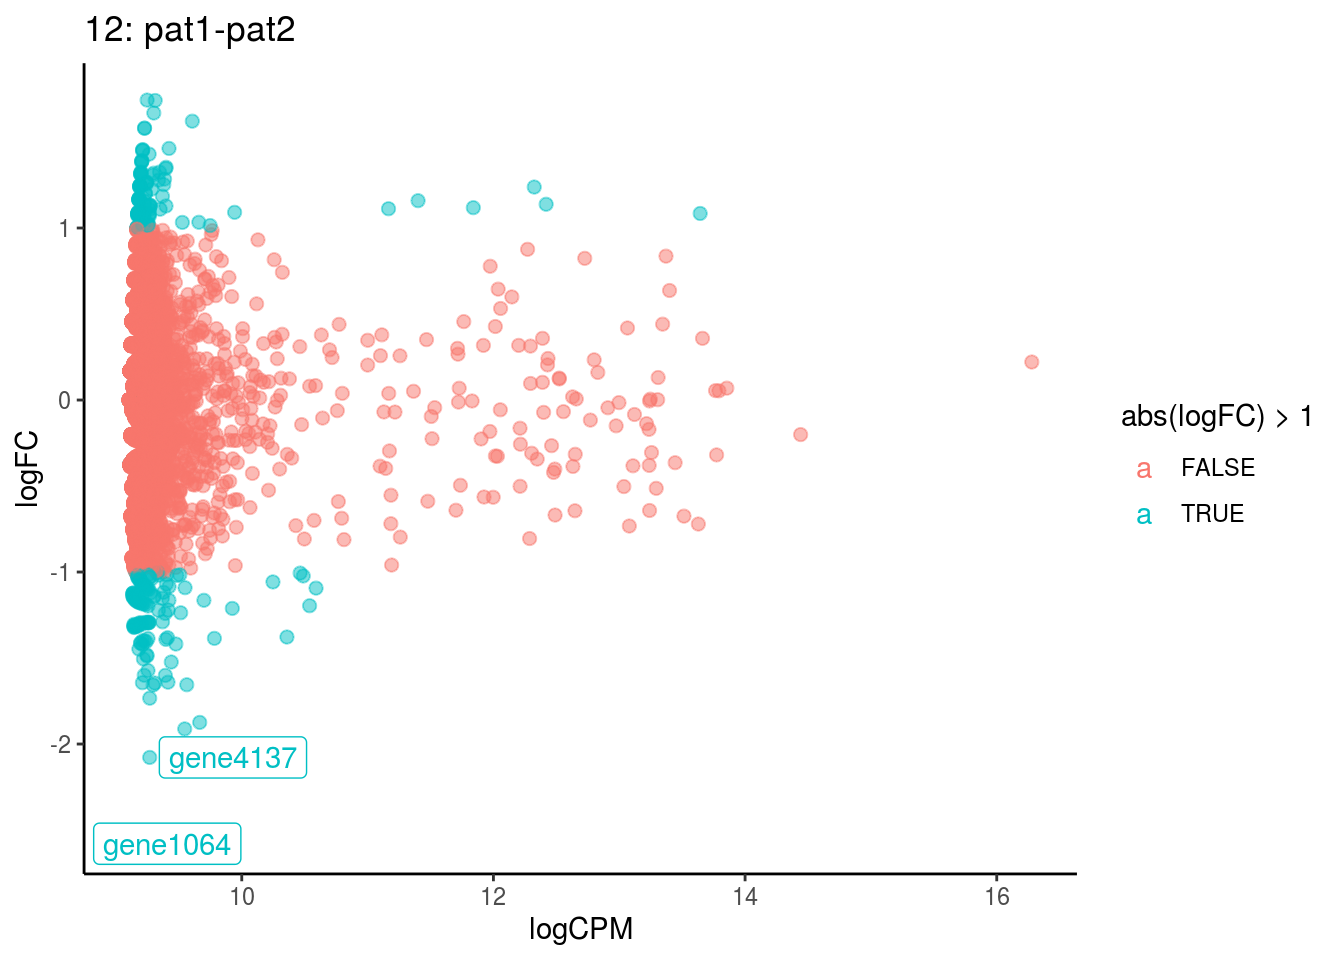 12: pat1-pat2
logFC
1
0
-1
-2
gene4137
gene1064
10
12
14
16
logCPM
abs(logFC) > 1
a FALSE
a TRUE